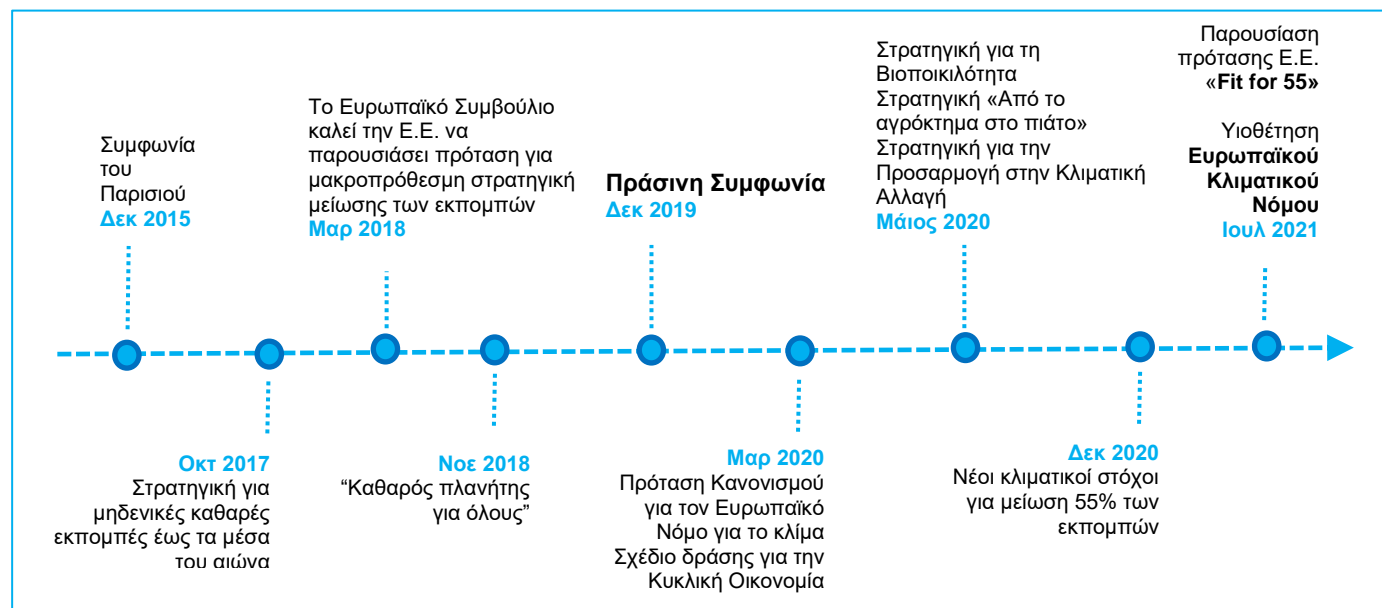 Συμφωνία
του
Παρισιού
Δεκ 2015
Το Ευρωπαϊκό Συμβούλιο
καλεί την Ε.Ε. να
παρουσιάσει πρόταση για
μακροπρόθεσμη στρατηγική
μείωσης των εκπομπών
Μαρ 2018
Πράσινη Συμφωνία
Δεκ 2019
Στρατηγική για τη
Βιοποικιλότητα
Στρατηγική «Από το
αγρόκτημα στο πιάτο»
Στρατηγική για την
Προσαρμογή στην Κλιματική
Αλλαγή
Μάιος 2020
Παρουσίαση
πρότασης Ε.Ε.
«Fit for 55»
Υιοθέτηση
Ευρωπαϊκού
Κλιματικού
Νόμου
Ιουλ 2021
Οκτ 2017
Στρατηγική για
μηδενικές καθαρές
εκπομπές έως τα μέσα
του αιώνα
Νοε 2018
“Καθαρός πλανήτης
για όλους”
Μαρ 2020
Πρόταση Κανονισμού
για τον Ευρωπαϊκό
Νόμο για το κλίμα
Σχέδιο δράσης για την
Κυκλική Οικονομία
Δεκ 2020
Νέοι κλιματικοί στόχοι
για μείωση 55% των
εκπομπών